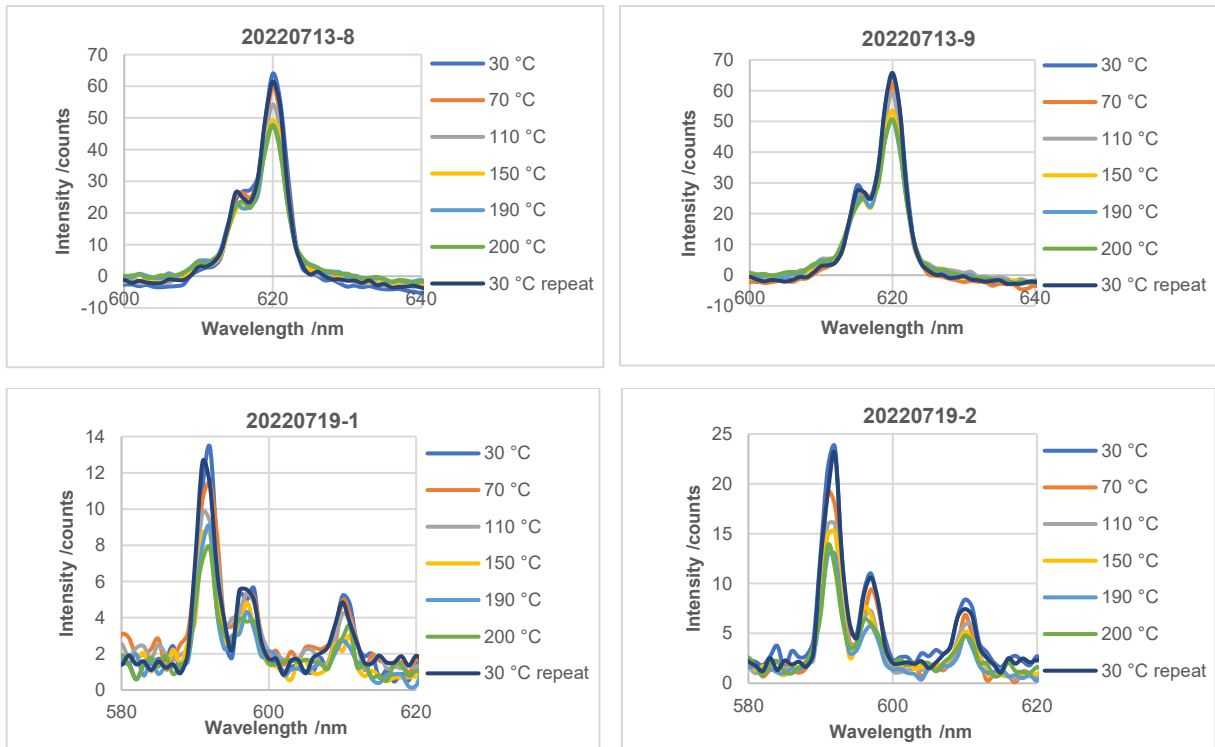 20220713-8
70
60
50
40
30
20
10
0
-10
600
620
640
Intensity /counts
Wavelength /nm
30 °C
70 °C
110 °C
150 °C
190 °C
200 °C
30 °C repeat
20220713-9
70
60
50
40
30
20
10
0
-10
600
620
640
Intensity /counts
Wavelength /nm
30 °C
70 °C
110 °C
150 °C
190 °C
200 °C
30 °C repeat
20220719-1
14
12
10
8
6
4
2
0
580
600
620
Intensity /counts
Wavelength /nm
30 °C
70 °C
110 °C
150 °C
190 °C
200 °C
30 °C repeat
20220719-2
25
20
15
10
5
0
580
600
620
Intensity /counts
Wavelength /nm
30 °C
70 °C
110 °C
150 °C
190 °C
200 °C
30 °C repeat